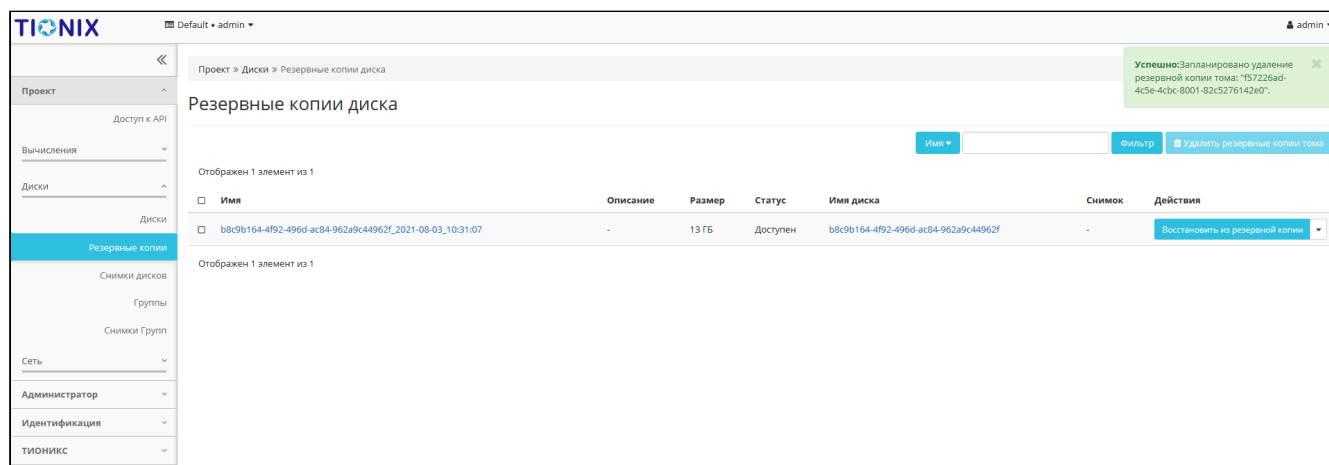 TIONIX
Default • admin
admin
Проект » Диски » Резервные копии диска
Успешно:Запланировано удаление
резервной копии тома: "f57226ad-
4c5e-4cbc-8001-82c5276142e0".
Проект
Резервные копии диска
Доступ к API
Имя
Фильтр
Удалить резервные копии тома
Вычисления
Отображен 1 элемент из 1
Диски
Имя Описание Размер Статус Имя диска Снимок Действия
Диски
b8c9b164-4f92-496d-ac84-962a9c44962f_2021-08-03_10:31:07 - 13 ГБ Доступен b8c9b164-4f92-496d-ac84-962a9c44962f - Восстановить из резервной копии
Резервные копии
Отображен 1 элемент из 1
Снимки дисков
Группы
Снимки Групп
Сеть
Администратор
Идентификация
ТИОНИКС